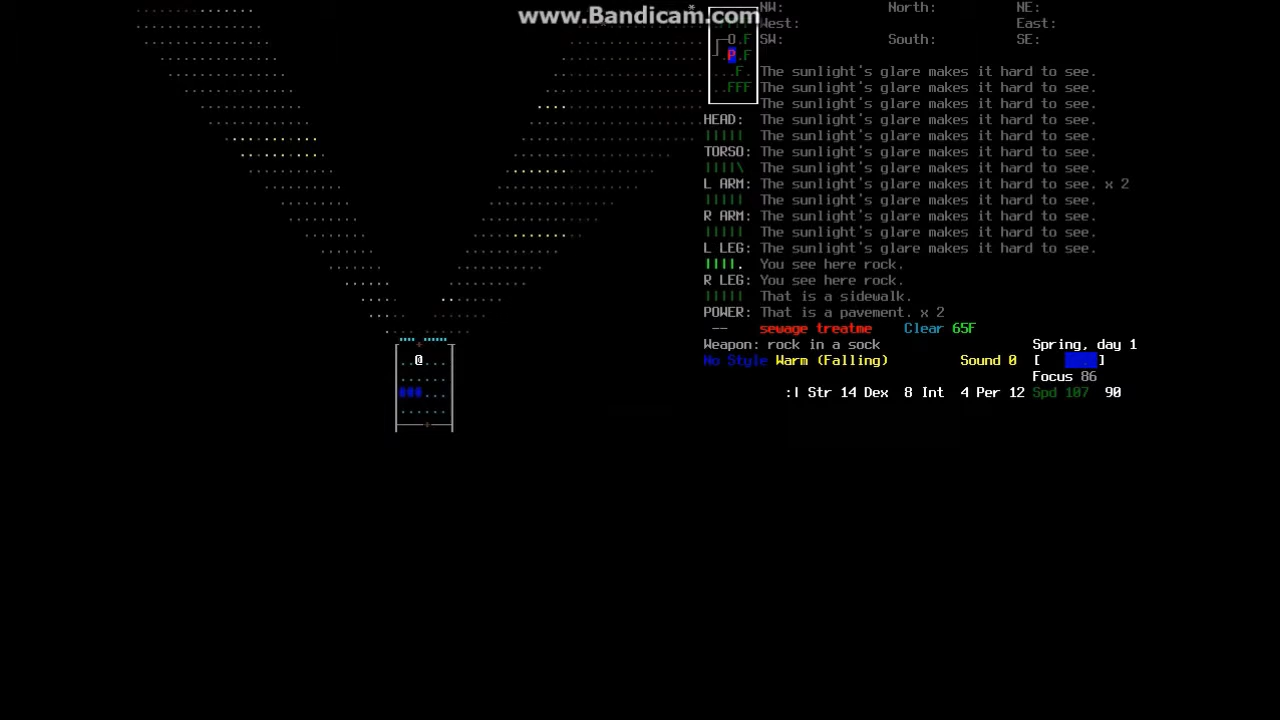 www.Bandicam.com
NW: North: NE:
West: East:
SW: South: SE:
The sunlight's glare makes it hard to see.
The sunlight's glare makes it hard to see.
The sunlight's glare makes it hard to see.
HEAD: The sunlight's glare makes it hard to see.
The sunlight's glare makes it hard to see.
TORSO: The sunlight's glare makes it hard to see.
The sunlight's glare makes it hard to see.
L ARM: The sunlight's glare makes it hard to see. x 2
The sunlight's glare makes it hard to see.
R ARM: The sunlight's glare makes it hard to see.
The sunlight's glare makes it hard to see.
L LEG: The sunlight's glare makes it hard to see.
You see here rock.
R LEG: You see here rock.
That is a sidewalk.
POWER: That is a pavement. x 2
-- sewage treatme Clear 65F
Weapon: rock in a sock Spring, day 1
No Style Warm (Falling) Sound 0 [ ]
Focus 86
:| Str 14 Dex 8 Int 4 Per 12 Spd 107 90